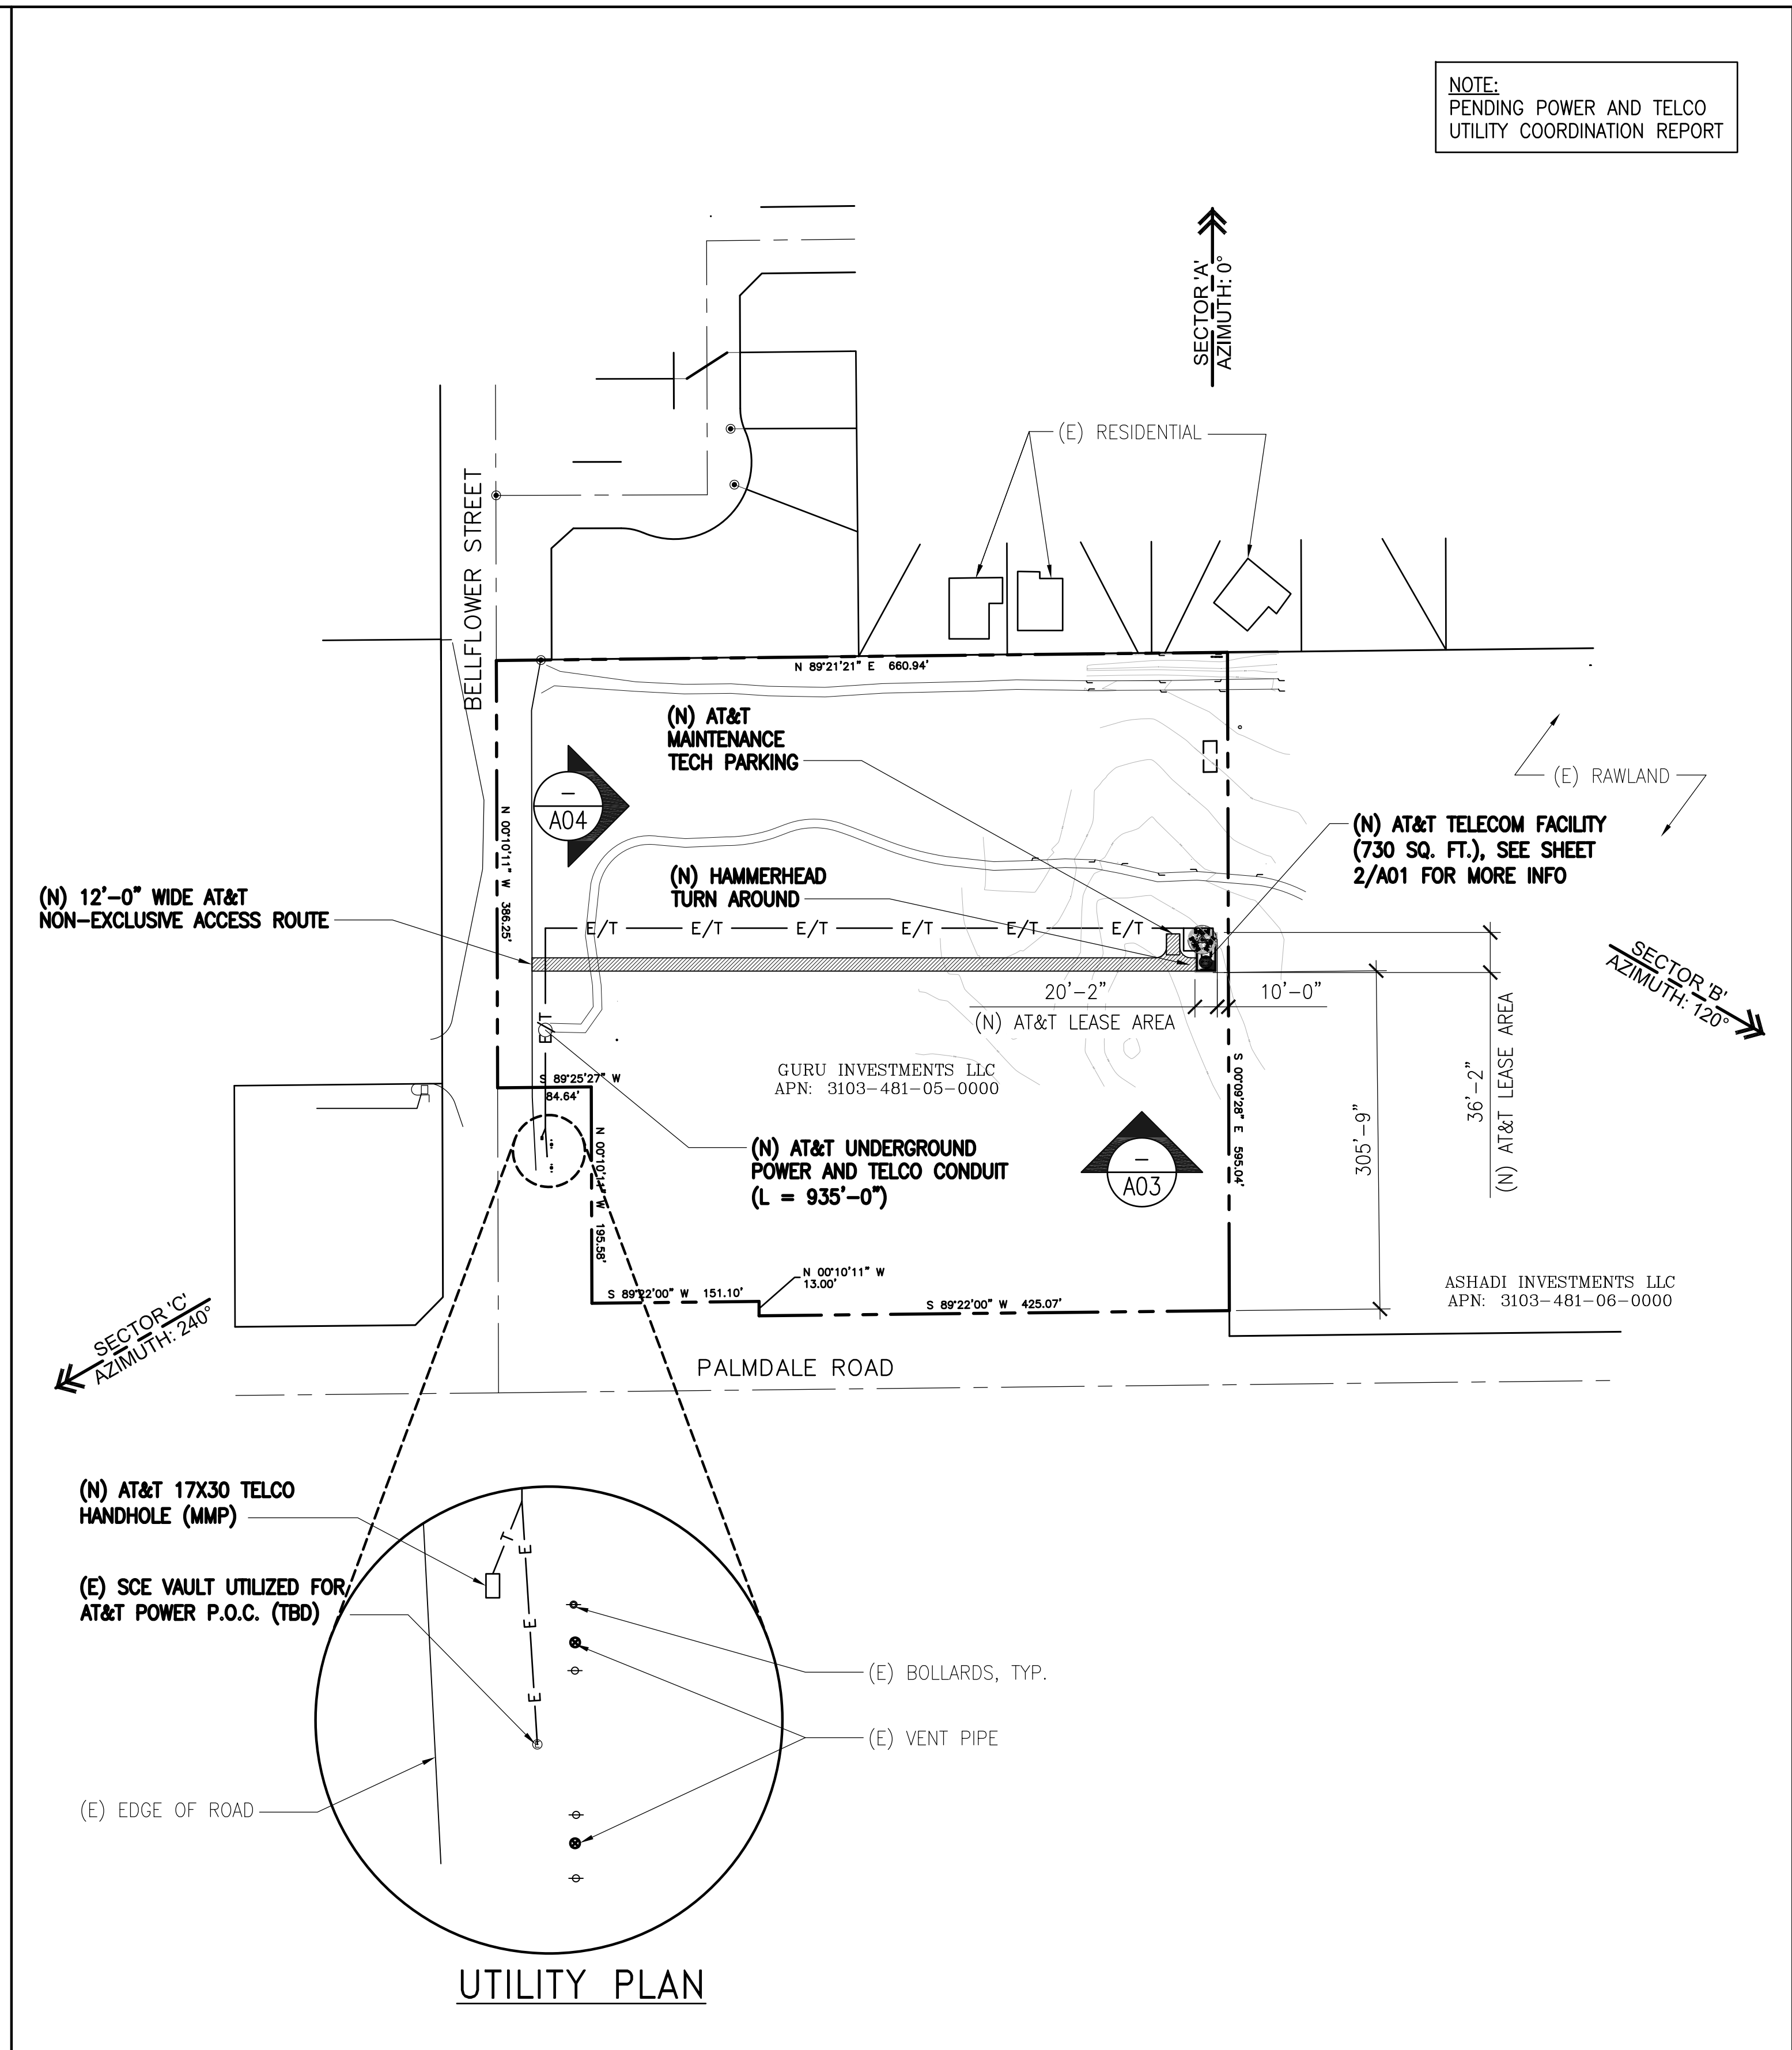 NOTE:
PENDING POWER AND TELCO
UTILITY COORDINATION REPORT
SECTOR 'A'
AZIMUTH: 0°
(E) RESIDENTIAL
BELLFLOWER STREET
N 89°21'21" E 660.94'
(N) AT&T
MAINTENANCE
TECH PARKING
(E) RAWLAND
–
A04
N 00°10'11" W 386.25'
(N) AT&T TELECOM FACILITY
(730 SQ. FT.), SEE SHEET
2/A01 FOR MORE INFO
(N) HAMMERHEAD
TURN AROUND
(N) 12'-0" WIDE AT&T
NON-EXCLUSIVE ACCESS ROUTE
E/T
E/T
E/T
E/T
E/T
E/T
SECTOR 'B'
AZIMUTH: 120°
20'-2"
10'-0"
(N) AT&T LEASE AREA
E/T
36'-2"
(N) AT&T LEASE AREA
305'-9"
GURU INVESTMENTS LLC
APN: 3103-481-05-0000
S 00°09'28" E 595.04'
S 89°25'27" W
84.64'
N 00°10'11" W 195.58'
(N) AT&T UNDERGROUND
POWER AND TELCO CONDUIT
(L = 935'-0")
–
A03
N 00°10'11" W
13.00'
S 89°22'00" W 151.10'
S 89°22'00" W 425.07'
ASHADI INVESTMENTS LLC
APN: 3103-481-06-0000
SECTOR 'C'
AZIMUTH: 240°
PALMDALE ROAD
(N) AT&T 17X30 TELCO
HANDHOLE (MMP)
T
E
(E) SCE VAULT UTILIZED FOR
AT&T POWER P.O.C. (TBD)
E
(E) BOLLARDS, TYP.
E
(E) VENT PIPE
(E) EDGE OF ROAD
UTILITY PLAN